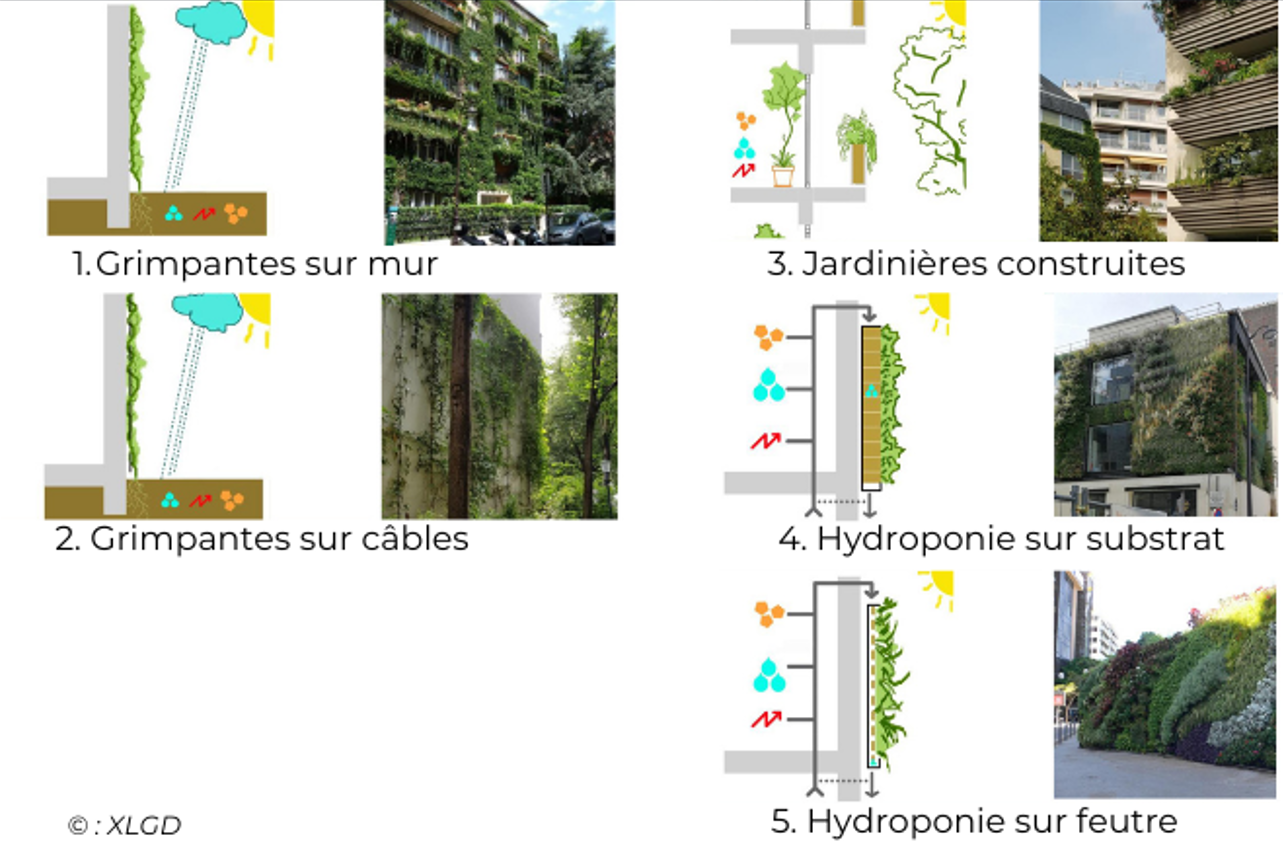 1. Grimpantes sur mur
2. Grimpantes sur câbles
3. Jardinières construites
4. Hydroponie sur substrat
5. Hydroponie sur feutre
© : XLGD